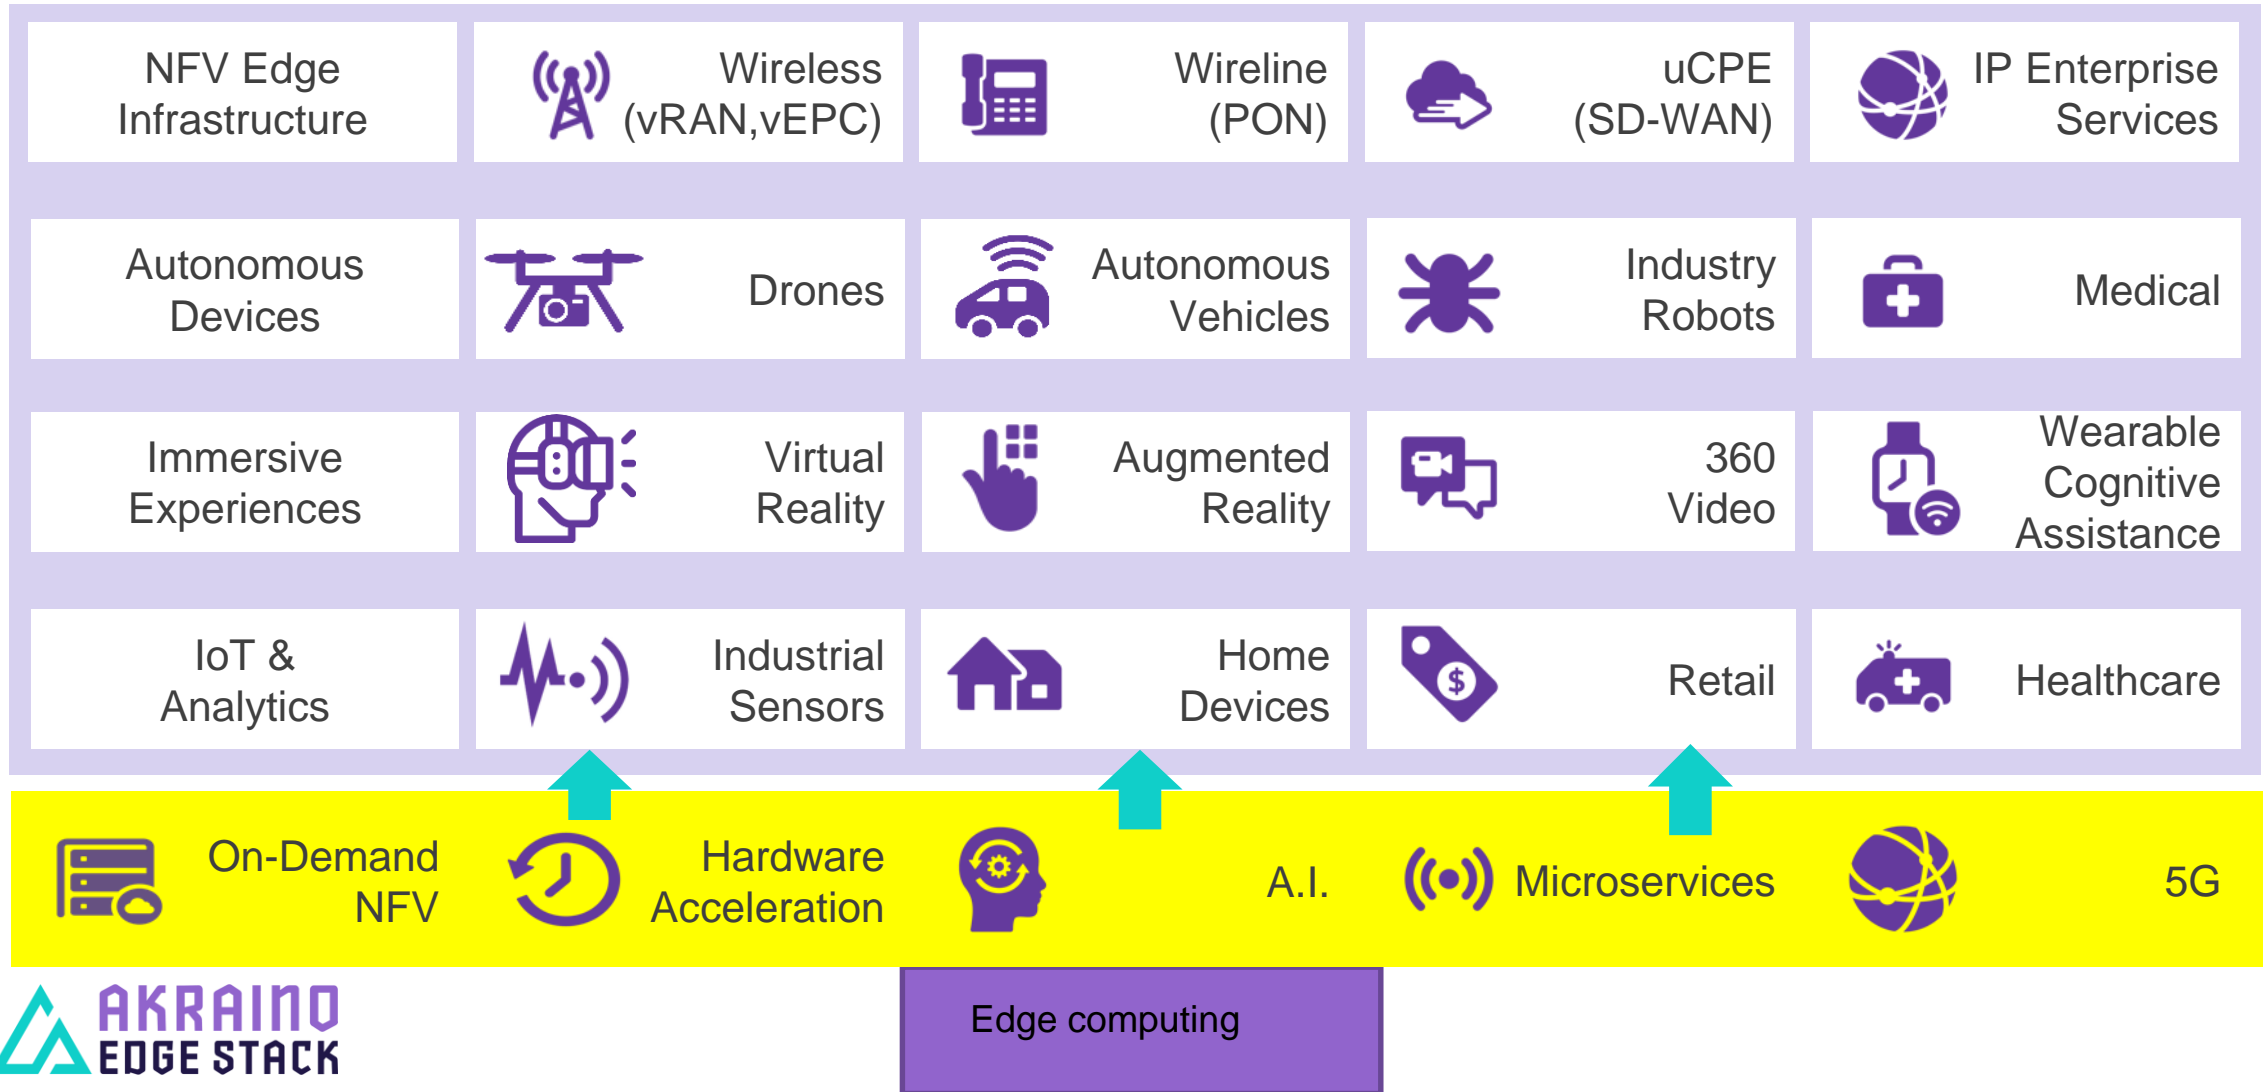 NFV Edge
Infrastructure
Wireless
(vRAN,vEPC)
Wireline
(PON)
uCPE
(SD-WAN)
IP Enterprise
Services
Autonomous
Devices
Drones
Autonomous
Vehicles
Industry
Robots
Medical
Immersive
Experiences
Virtual
Reality
Augmented
Reality
360
Video
Wearable
Cognitive
Assistance
IoT &
Analytics
Industrial
Sensors
Home
Devices
$
Retail
Healthcare
On-Demand
NFV
Hardware
Acceleration
A.I.
Microservices
5G
AKRAINO
EDGE STACK
Edge computing